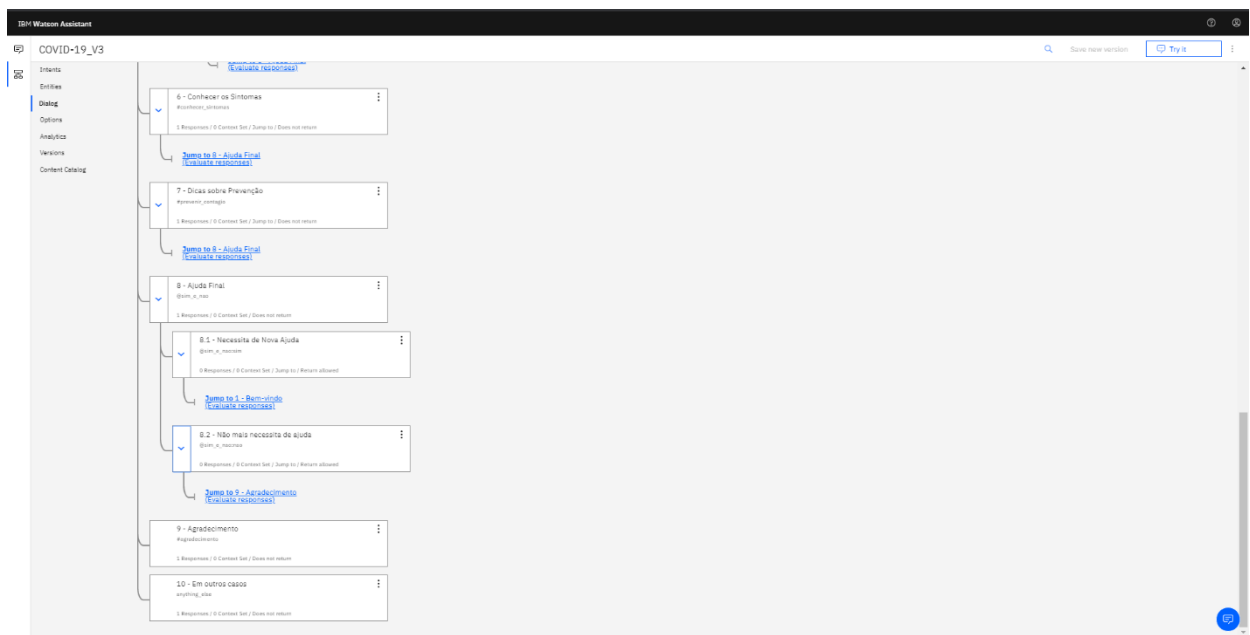 IBM Watson Assistant
COVID-19_V3
Save new version
Try it
Intents
Entities
Dialog
Options
Analytics
Versions
Content Catalog
(Evaluate responses)
6 - Conhecer os Sintomas
#conhecer_sintomas
1 Responses / 0 Context Set / Jump to / Does not return
Jump to 8 - Ajuda Final
(Evaluate responses)
7 - Dicas sobre Prevenção
#prevenir_contagio
1 Responses / 0 Context Set / Jump to / Does not return
Jump to 8 - Ajuda Final
(Evaluate responses)
8 - Ajuda Final
@sim_e_nao
1 Responses / 0 Context Set / Does not return
8.1 - Necessita de Nova Ajuda
@sim_e_nao:sim
0 Responses / 0 Context Set / Jump to / Return allowed
Jump to 1 - Bem-vindo
(Evaluate responses)
8.2 - Não mais necessita de ajuda
@sim_e_nao:nao
0 Responses / 0 Context Set / Jump to / Return allowed
Jump to 9 - Agradecimento
(Evaluate responses)
9 - Agradecimento
#agradecimento
1 Responses / 0 Context Set / Does not return
10 - Em outros casos
anything_else
1 Responses / 0 Context Set / Does not return